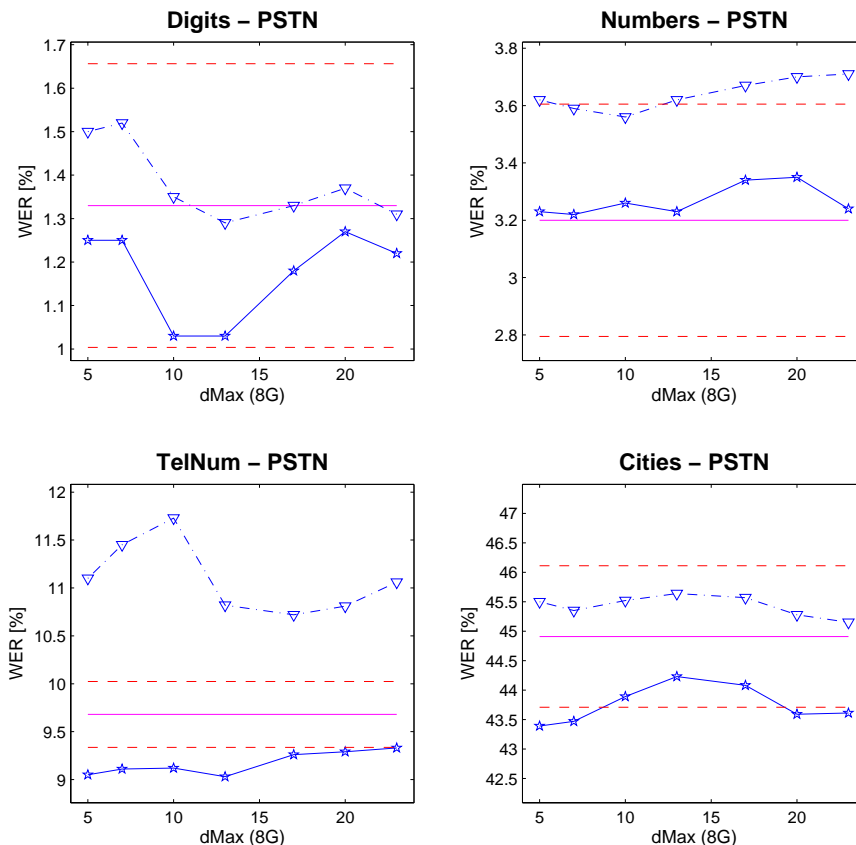 Digits − PSTN
1.7
1.6
1.5
1.4
1.3
1.2
1.1
1
WER [%]
5 10 15 20
dMax (8G)
Numbers − PSTN
3.8
3.6
3.4
3.2
3
2.8
WER [%]
5 10 15 20
dMax (8G)
TelNum − PSTN
12
11.5
11
10.5
10
9.5
9
WER [%]
5 10 15 20
dMax (8G)
Cities − PSTN
47
46
45.5
45
44.5
44
43.5
43
42.5
WER [%]
5 10 15 20
dMax (8G)